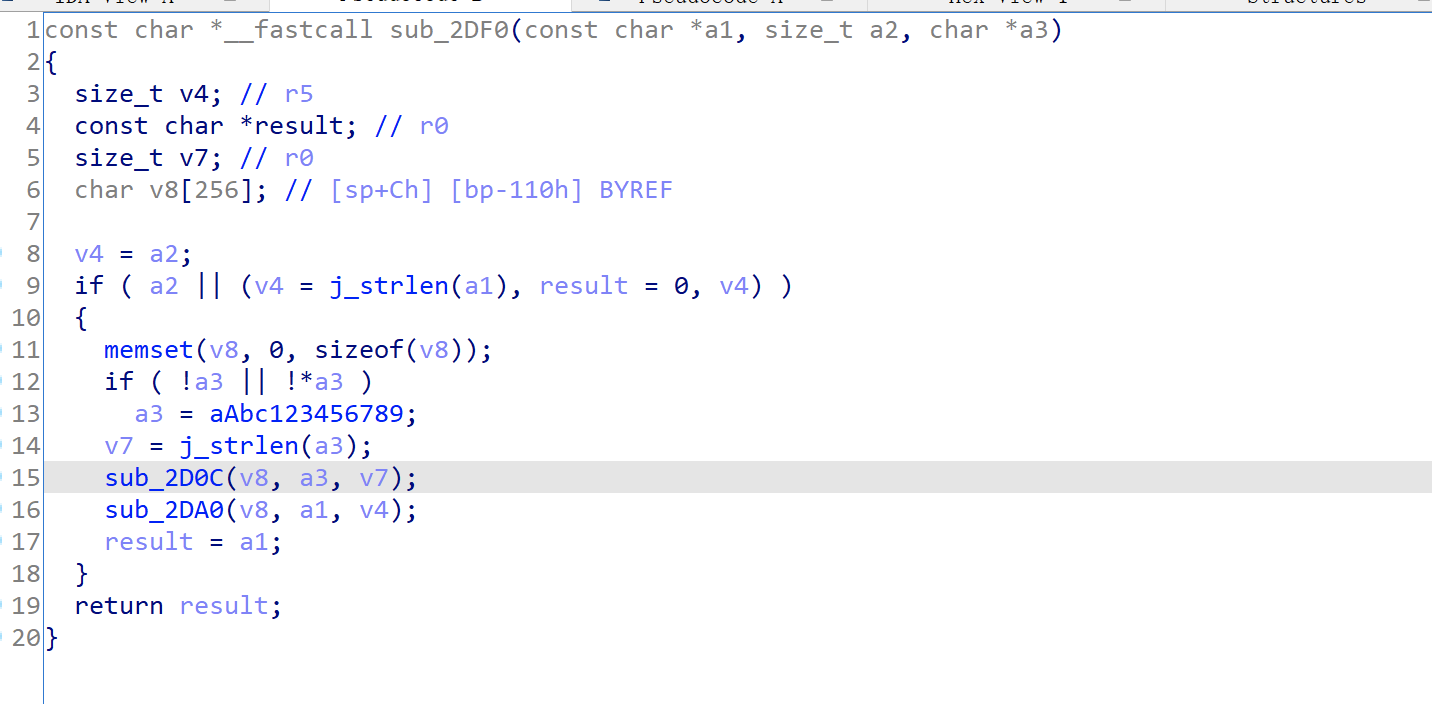 1 const char *__fastcall sub_2DF0(const char *a1, size_t a2, char *a3)
2 {
3   size_t v4; // r5
4   const char *result; // r0
5   size_t v7; // r0
6   char v8[256]; // [sp+Ch] [bp-110h] BYREF
7
8   v4 = a2;
9   if ( a2 || (v4 = j_strlen(a1), result = 0, v4) )
10   {
11     memset(v8, 0, sizeof(v8));
12     if ( !a3 || !*a3 )
13       a3 = aAbc123456789;
14     v7 = j_strlen(a3);
15     sub_2D0C(v8, a3, v7);
16     sub_2DA0(v8, a1, v4);
17     result = a1;
18   }
19   return result;
20 }